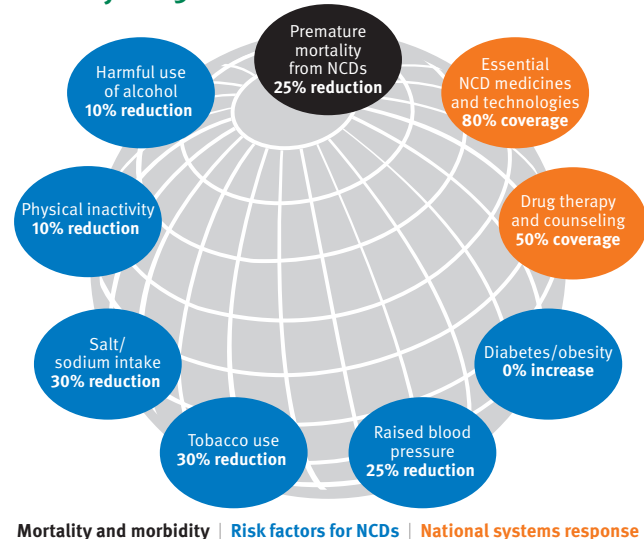 Premature
mortality
from NCDs
25% reduction
Essential
NCD medicines
and technologies
80% coverage
Drug therapy
and counseling
50% coverage
Diabetes/obesity
0% increase
Raised blood
pressure
25% reduction
Tobacco use
30% reduction
Salt/
sodium intake
30% reduction
Physical inactivity
10% reduction
Harmful use
of alcohol
10% reduction
Mortality and morbidity | Risk factors for NCDs | National systems response